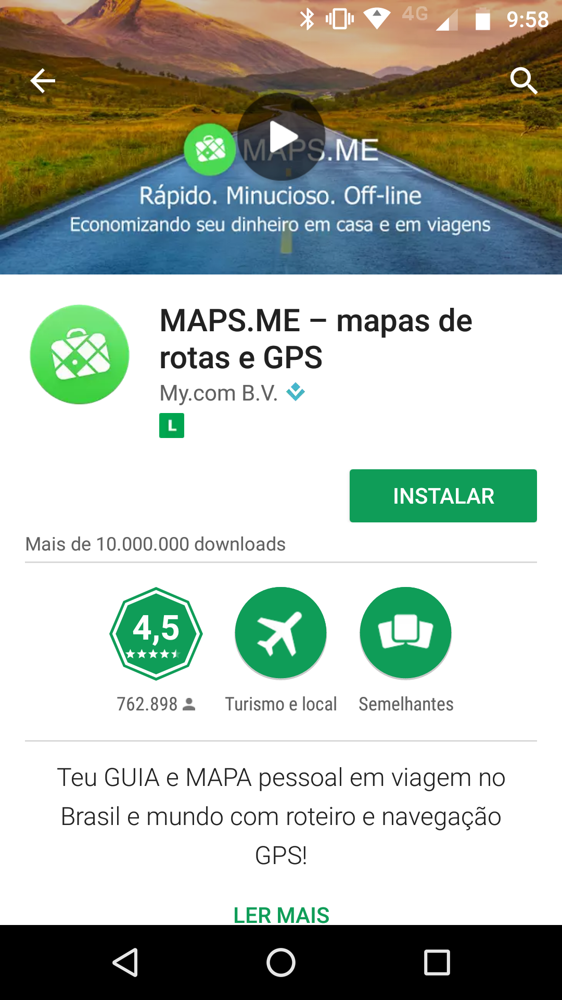 4G 9:58
MAPS.ME
Rápido. Minucioso. Off-line
Economizando seu dinheiro em casa e em viagens
MAPS.ME – mapas de
rotas e GPS
My.com B.V.
L
INSTALAR
Mais de 10.000.000 downloads
4,5
762.898 Turismo e local Semelhantes
Teu GUIA e MAPA pessoal em viagem no
Brasil e mundo com roteiro e navegação
GPS!
LER MAIS